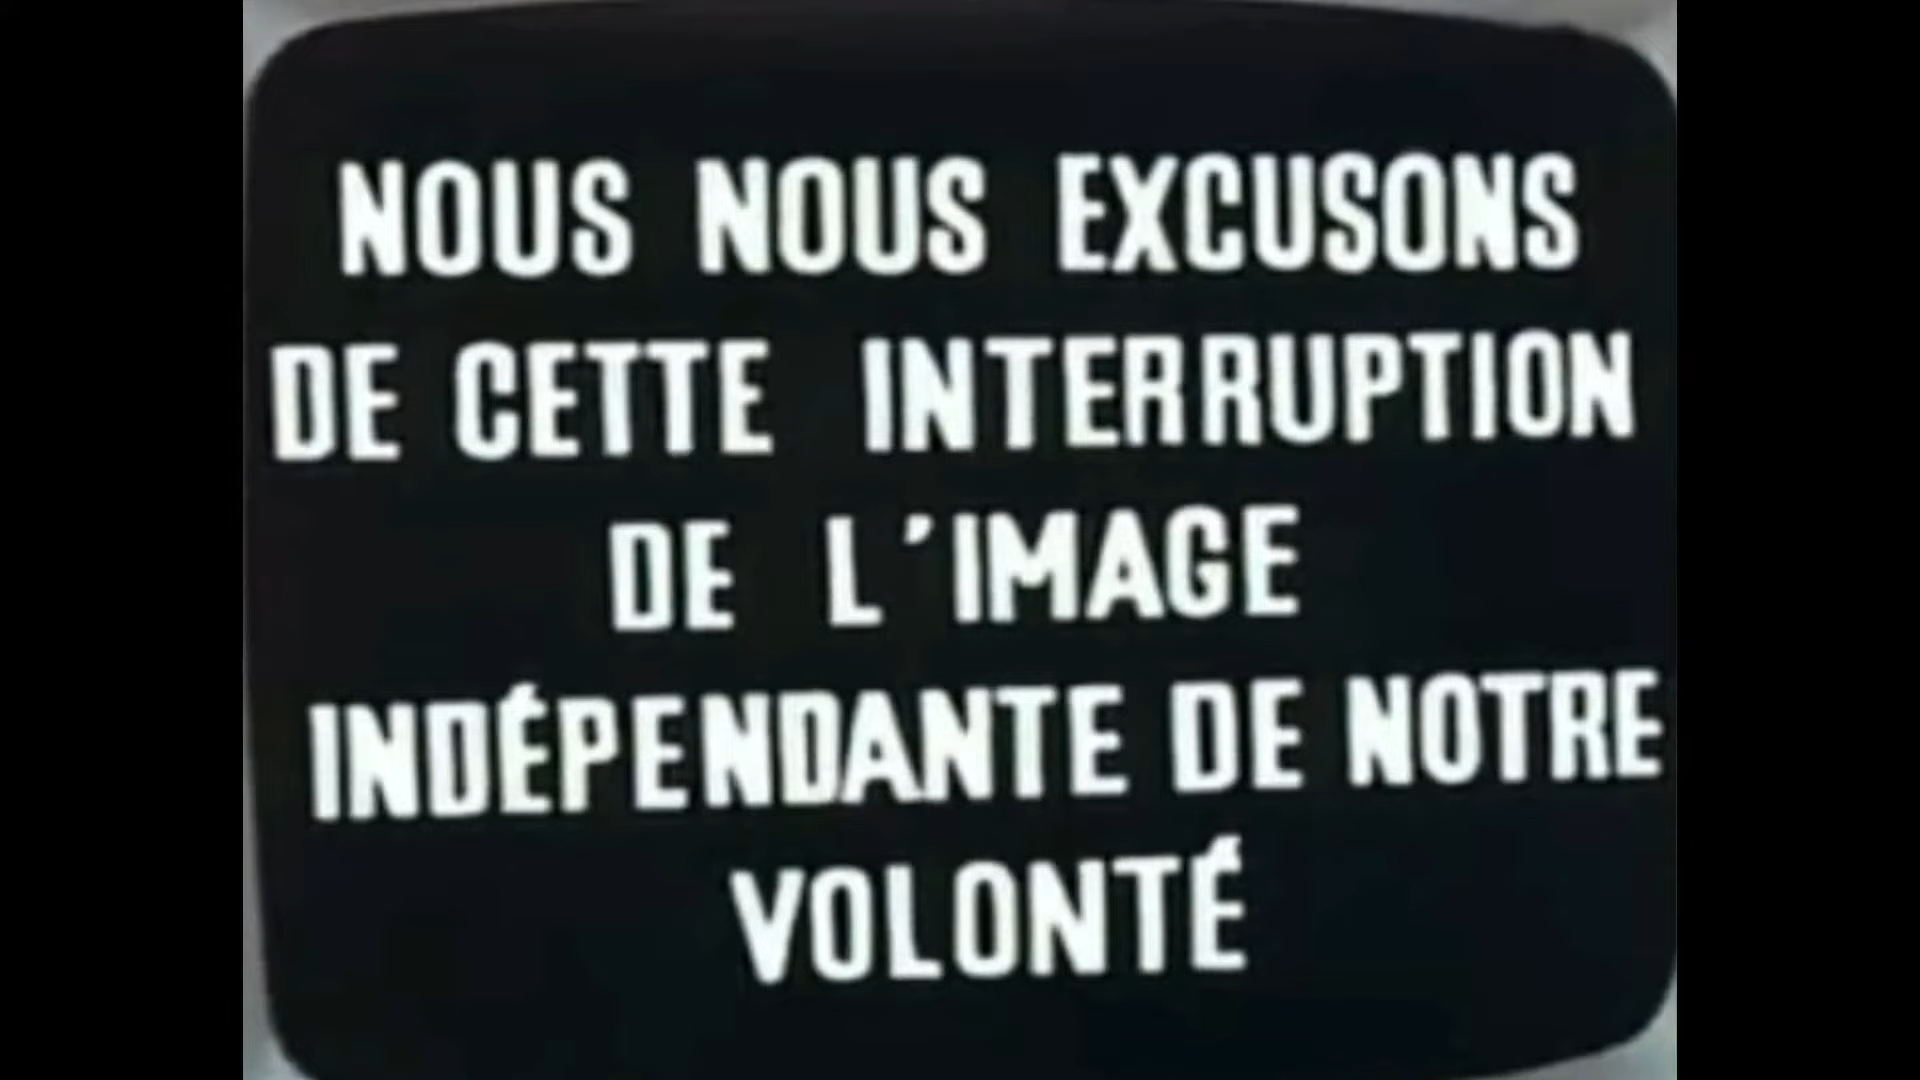 NOUS NOUS EXCUSONS
DE CETTE INTERRUPTION
DE L'IMAGE
INDÉPENDANTE DE NOTRE
VOLONTÉ